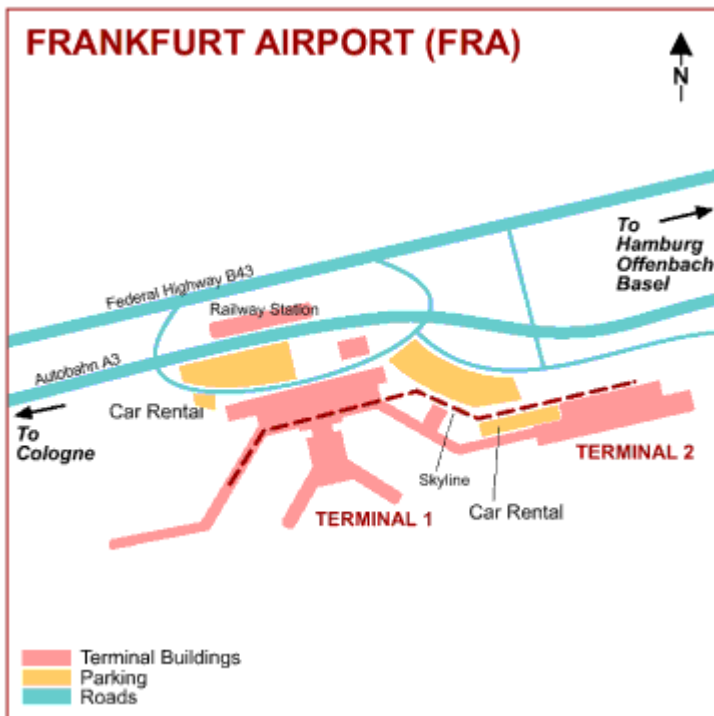 FRANKFURT AIRPORT (FRA)
N
To
Hamburg
Offenbach
Basel
Federal Highway B43
Railway Station
Autobahn A3
Car Rental
To
Cologne
TERMINAL 2
Skyline
Car Rental
TERMINAL 1
Terminal Buildings
Parking
Roads